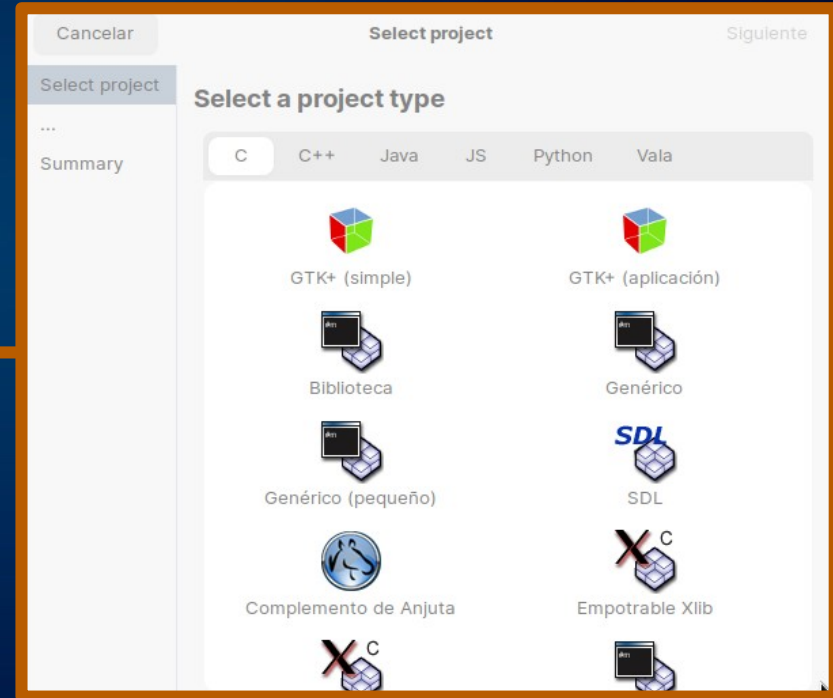 Cancelar Select project Siguiente
Select project
...
Summary
Select a project type
C C++ Java JS Python Vala
GTK+ (simple) GTK+ (aplicación)
Biblioteca Genérico
Genérico (pequeño) SDL
SDL
Complemento de Anjuta Empotrable Xlib
C
C